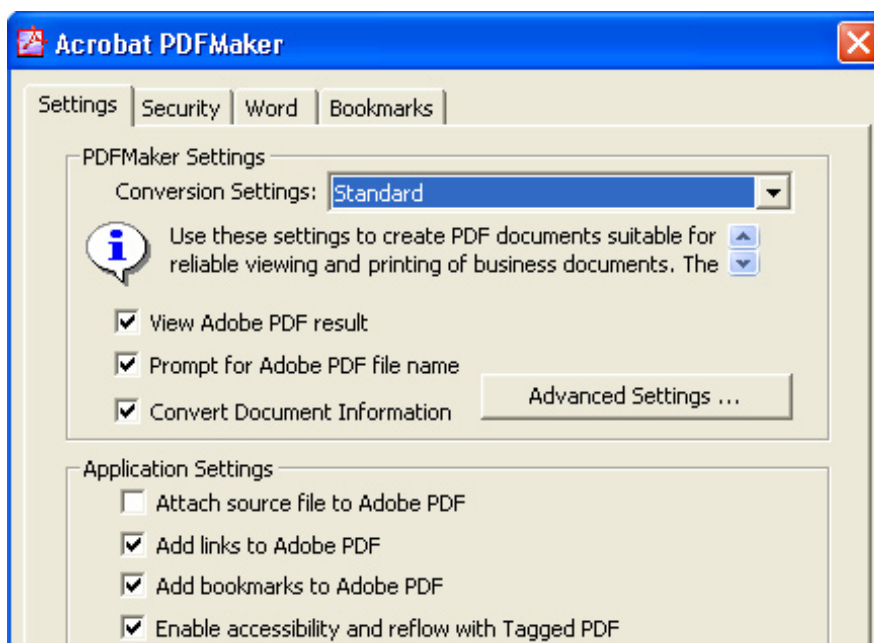 Acrobat PDFMaker
Settings Security Word Bookmarks
PDFMaker Settings
Conversion Settings: Standard
Use these settings to create PDF documents suitable for
reliable viewing and printing of business documents. The
View Adobe PDF result
Prompt for Adobe PDF file name
Advanced Settings ...
Convert Document Information
Application Settings
Attach source file to Adobe PDF
Add links to Adobe PDF
Add bookmarks to Adobe PDF
Enable accessibility and reflow with Tagged PDF